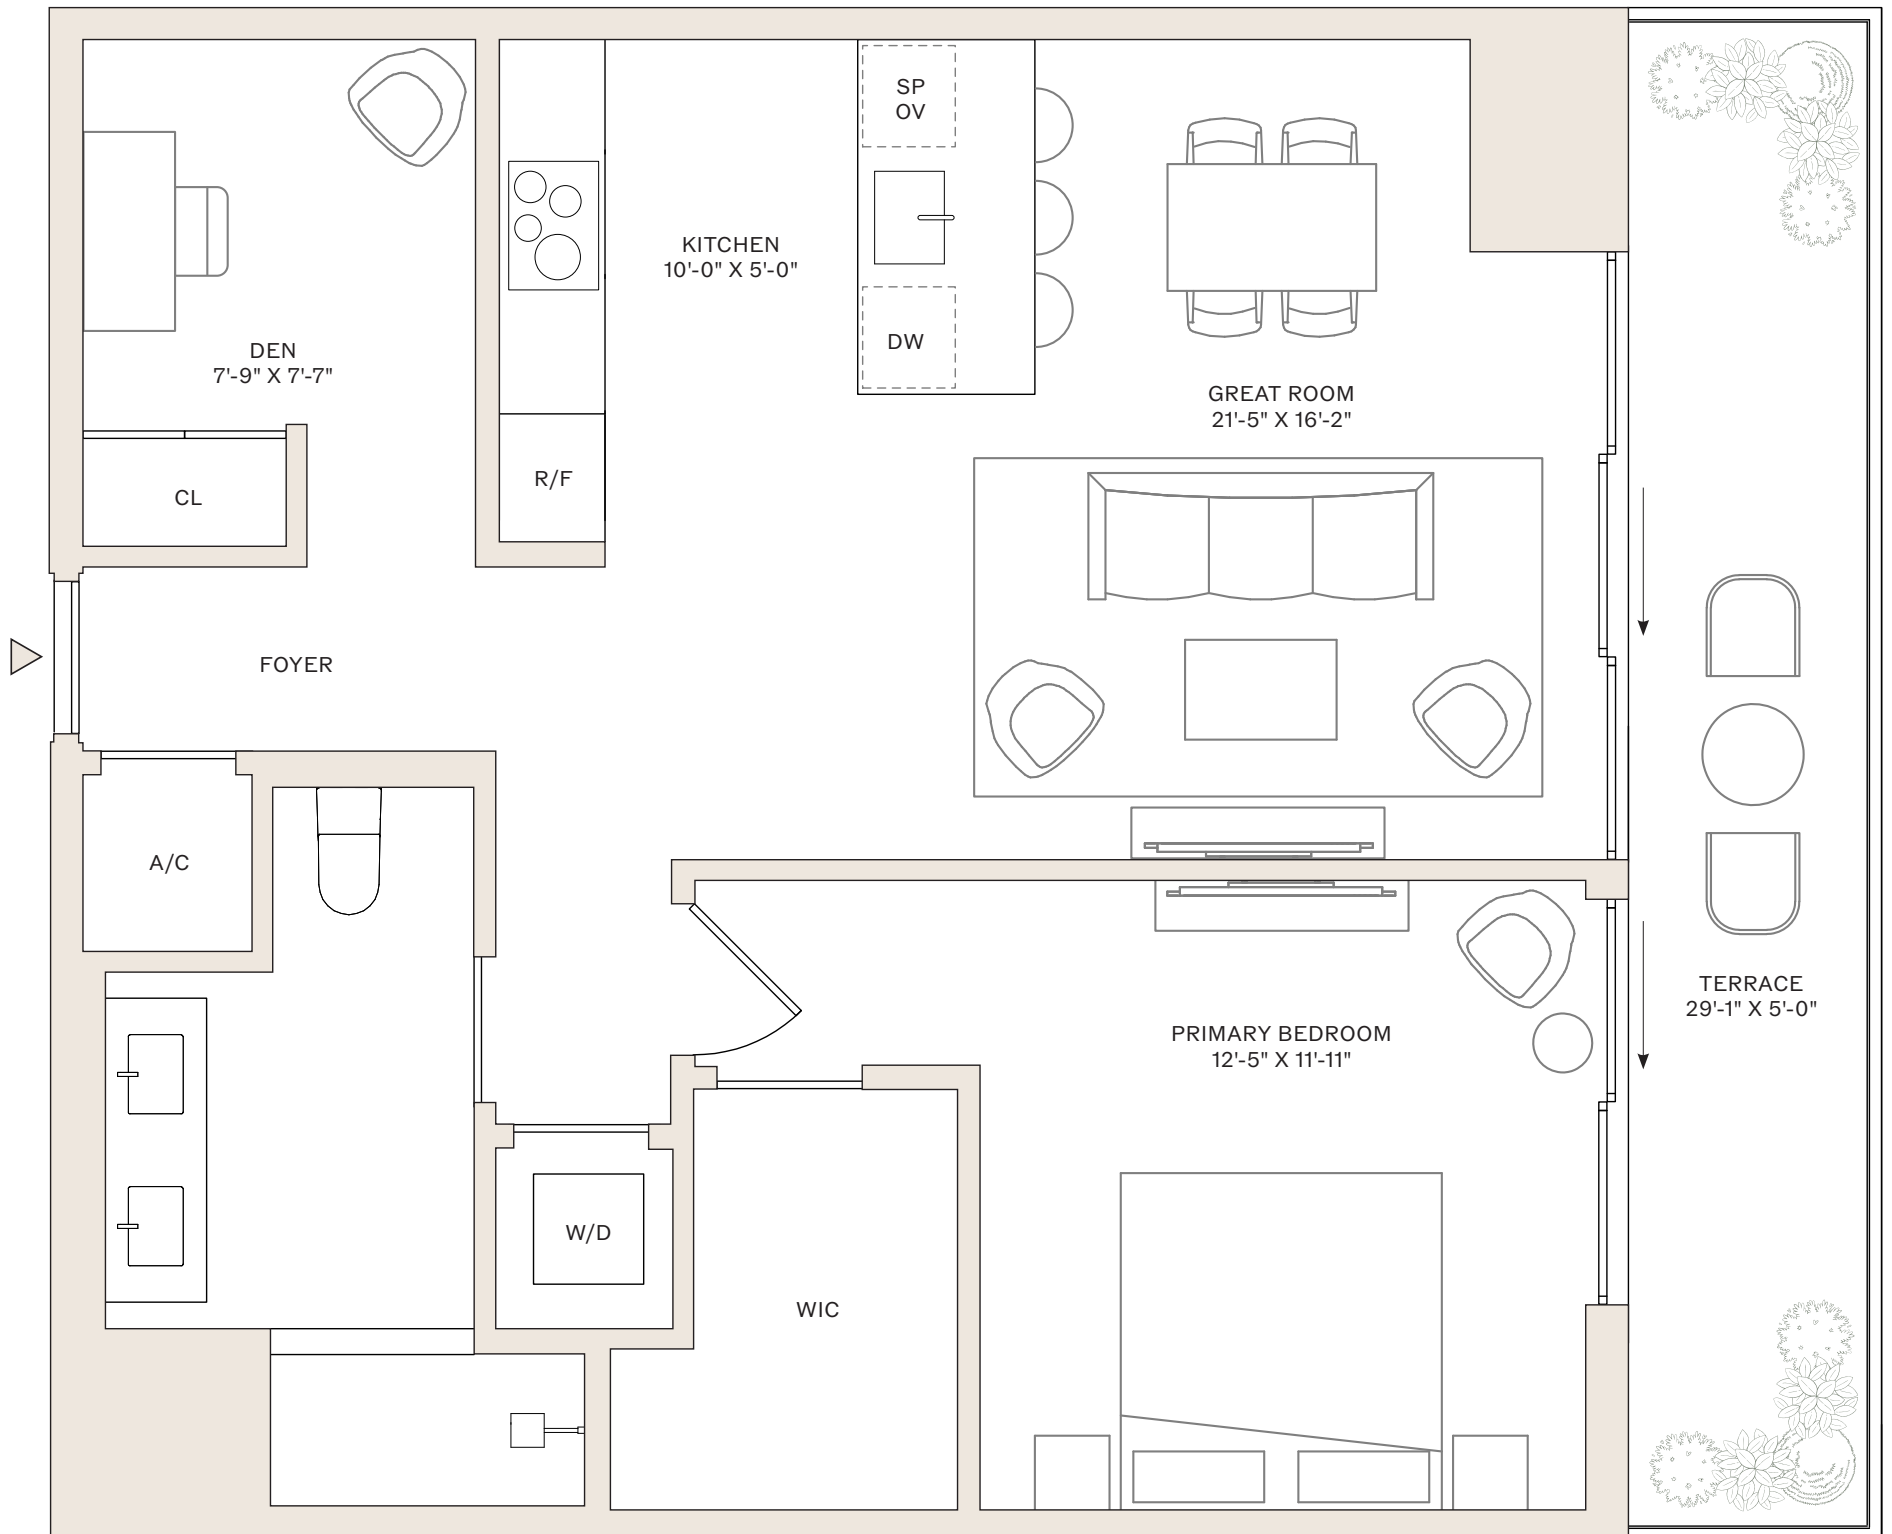 SP
OV
KITCHEN
10'-0" X 5'-0"
DW
DEN
7'-9" X 7'-7"
GREAT ROOM
21'-5" X 16'-2"
R/F
CL
FOYER
A/C
TERRACE
29'-1" X 5'-0"
PRIMARY BEDROOM
12'-5" X 11'-11"
W/D
WIC